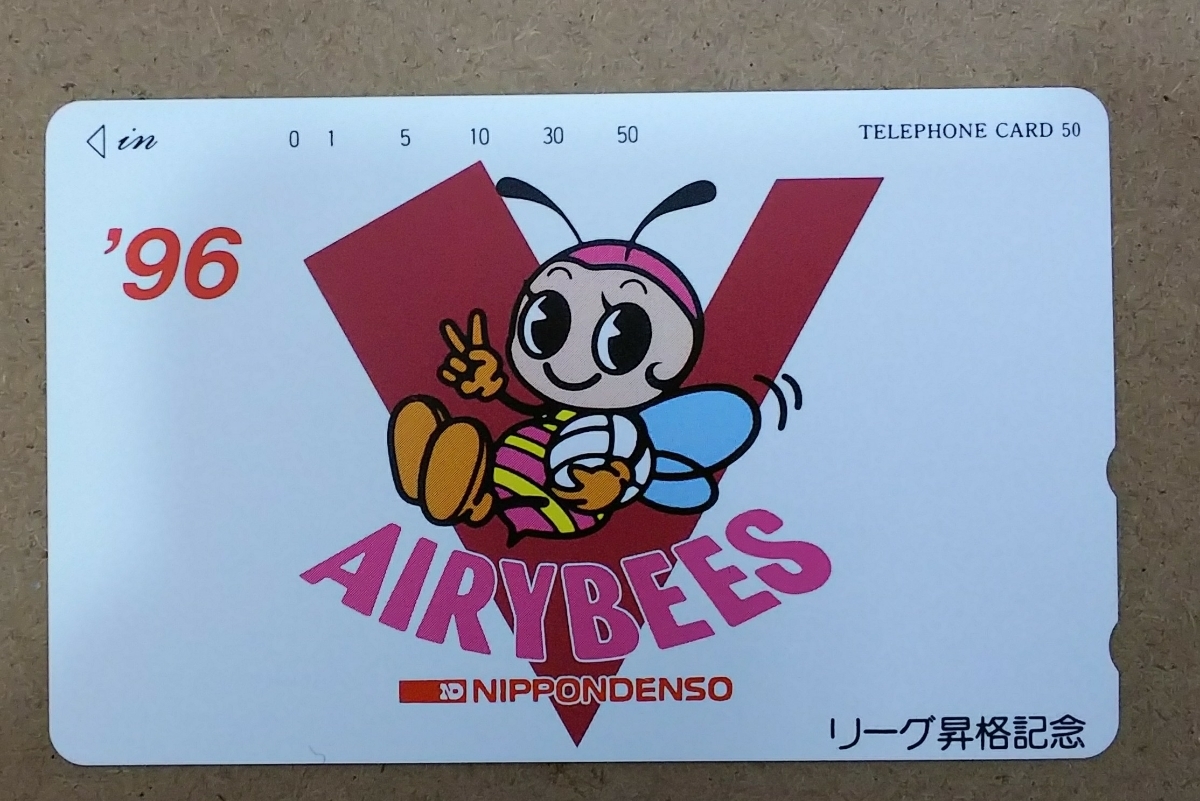 in 0 1 5 10 30 50 TELEPHONE CARD 50
'96
AIRYBEES
ND NIPPONDENSO
リーグ昇格記念